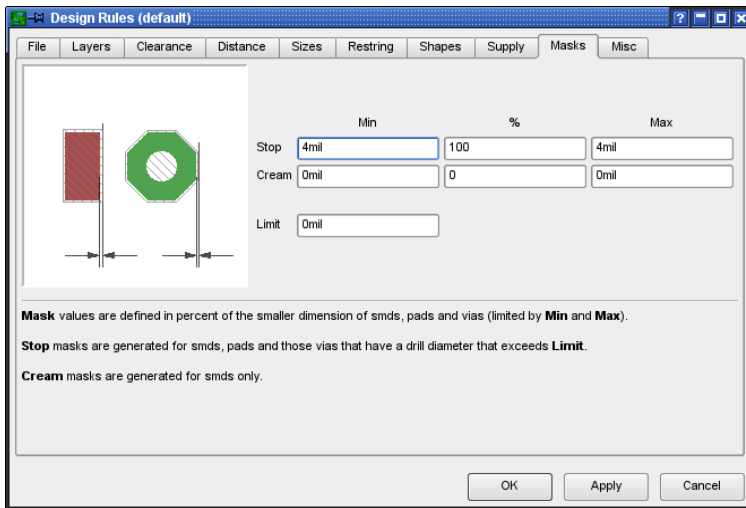 Design Rules (default)
File Layers Clearance Distance Sizes Restring Shapes Supply Masks Misc
Min % Max
Stop 4mil 100 4mil
Cream 0mil 0 0mil
Limit 0mil
Mask values are defined in percent of the smaller dimension of smds, pads and vias (limited by Min and Max).
Stop masks are generated for smds, pads and those vias that have a drill diameter that exceeds Limit.
Cream masks are generated for smds only.
OK Apply Cancel